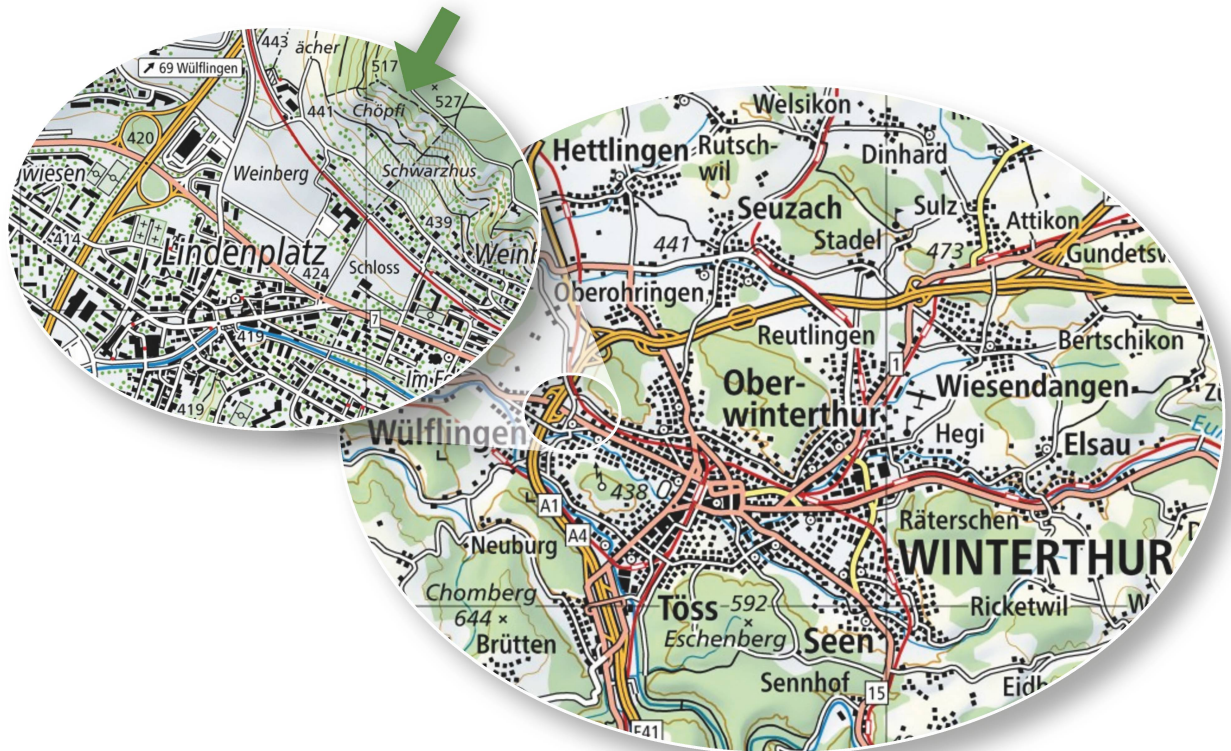 443
ächer
517
69 Wülflingen
527
441
Chöpfi
420
Weinberg
Schwarzhus
wiesen
439
414
Lindenplatz
424
Schloss
7
419
419
Welsikon
Hettlingen
Rutsch-
wil
Dinhard
Seuzach
Sulz
Attikon
441
Stadel
473
Gundetsw
Oberohringen
Reutlingen
1
Bertschikon
Ober-
winterthur
Wiesendangen
Wülflingen
Hegi
Elsau
438
A1
A4
Räterschen
Neuburg
WINTERTHUR
Chomberg
644
Töss
592
Ricketwil
Brütten
Eschenberg
Seen
Sennhof
15
E41